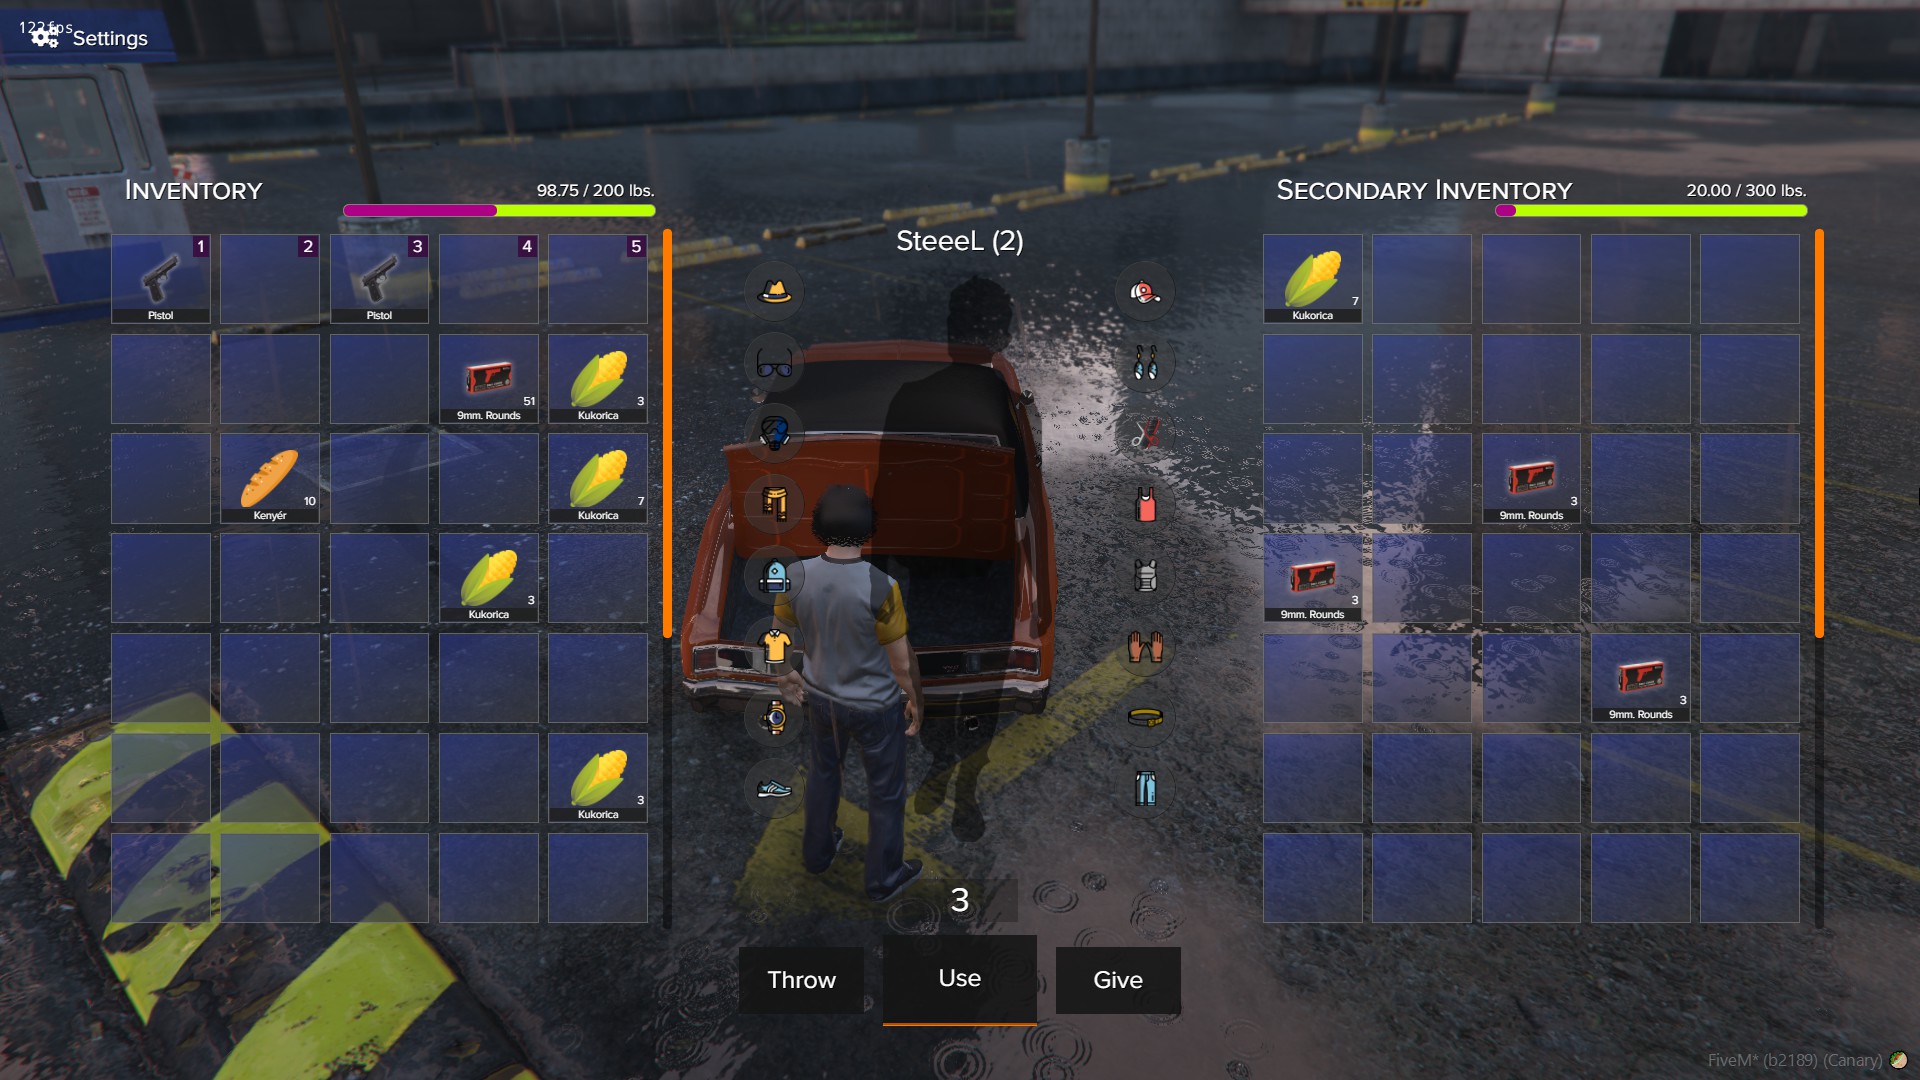 122fps
Settings
INVENTORY
98.75 / 200 lbs.
1
2
3
4
5
Pistol
Pistol
51
9mm. Rounds
3
Kukorica
10
Kenyér
7
Kukorica
3
Kukorica
3
Kukorica
SteeeL (2)
3
Throw
Use
Give
SECONDARY INVENTORY
20.00 / 300 lbs.
7
Kukorica
3
9mm. Rounds
3
9mm. Rounds
3
9mm. Rounds
FiveM* (b2189) (Canary)